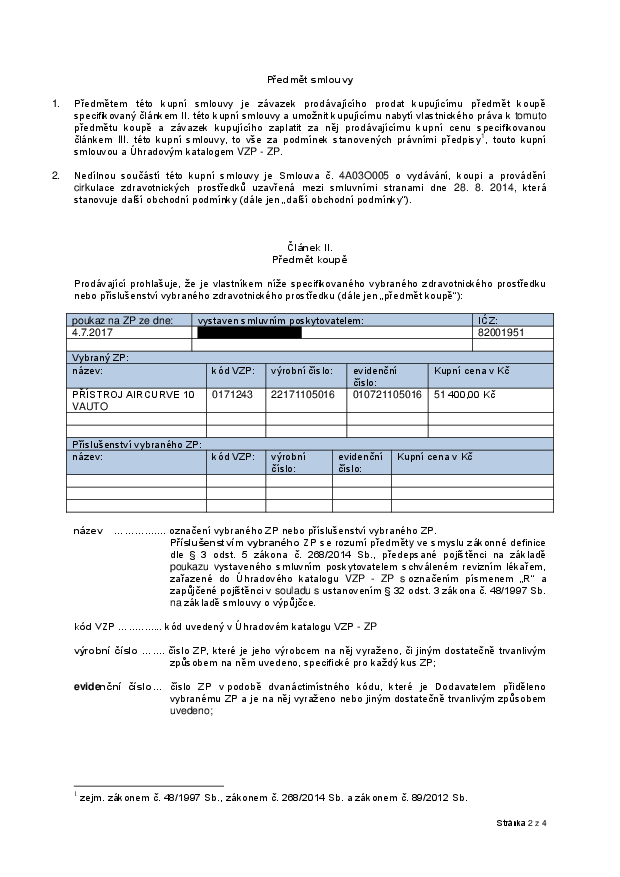 Předmět smlouvy
1. Předmětem této kupní smlouvy je závazek prodávajícího prodat kupujícímu předmět koupě
specifikovaný článkem II. této kupní smlouvy a umožnit kupujícímu nabytí vlastnického práva k tomuto
předmětu koupě a závazek kupujícího zaplatit za něj prodávajícímu kupní cenu specifikovanou
článkem III. této kupní smlouvy, to vše za podmínek stanovených právními předpisy1, touto kupní
smlouvou a Úhradovým katalogem VZP - ZP.
2. Nedílnou součástí této kupní smlouvy je Smlouva č. 4A03O005 o vydávání, koupi a provádění
cirkulace zdravotnických prostředků uzavřená mezi smluvními stranami dne 28. 8. 2014, která
stanovuje další obchodní podmínky (dále jen „další obchodní podmínky").
Článek II.
Předmět koupě
Prodávající prohlašuje, že je vlastníkem níže specifikovaného vybraného zdravotnického prostředku
nebo příslušenství vybraného zdravotnického prostředku (dále jen „předmět koupě"):
poukaz na ZP ze dne: vystaven smluvním poskytovatelem: IČZ:
4.7.2017 82001951
Vybraný ZP:
název: kód VZP: výrobní číslo: evidenční číslo: Kupní cena v Kč
PŘÍSTROJ AIRCURVE 10 0171243 22171105016 010721105016 51 400,00 Kč
VAUTO
Příslušenství vybraného ZP:
název: kód VZP: výrobní číslo: evidenční číslo: Kupní cena v Kč
název ................ označení vybraného ZP nebo příslušenství vybraného ZP.
Příslušenstvím vybraného ZP se rozumí předměty ve smyslu zákonné definice
dle § 3 odst. 5 zákona č. 268/2014 Sb., předepsané pojištěnci na základě
poukazu vystaveného smluvním poskytovatelem schváleném revizním lékařem,
zařazené do Úhradového katalogu VZP - ZP s označením písmenem „R" a
zapůjčené pojištěnci v souladu s ustanovením § 32 odst. 3 zákona č. 48/1997 Sb.
na základě smlouvy o výpůjčce.
kód VZP ............. kód uvedený v Úhradovém katalogu VZP - ZP
výrobní číslo ....... číslo ZP, které je jeho výrobcem na něj vyraženo, či jiným dostatečně trvanlivým
způsobem na něm uvedeno, specifické pro každý kus ZP;
evidenční číslo... číslo ZP v podobě dvanáctimístného kódu, které je Dodavatelem přiděleno
vybranému ZP a je na něj vyraženo nebo jiným dostatečně trvanlivým způsobem
uvedeno;
1 zejm. zákonem č. 48/1997 Sb., zákonem č. 268/2014 Sb. a zákonem č. 89/2012 Sb.
Stránka 2 z 4